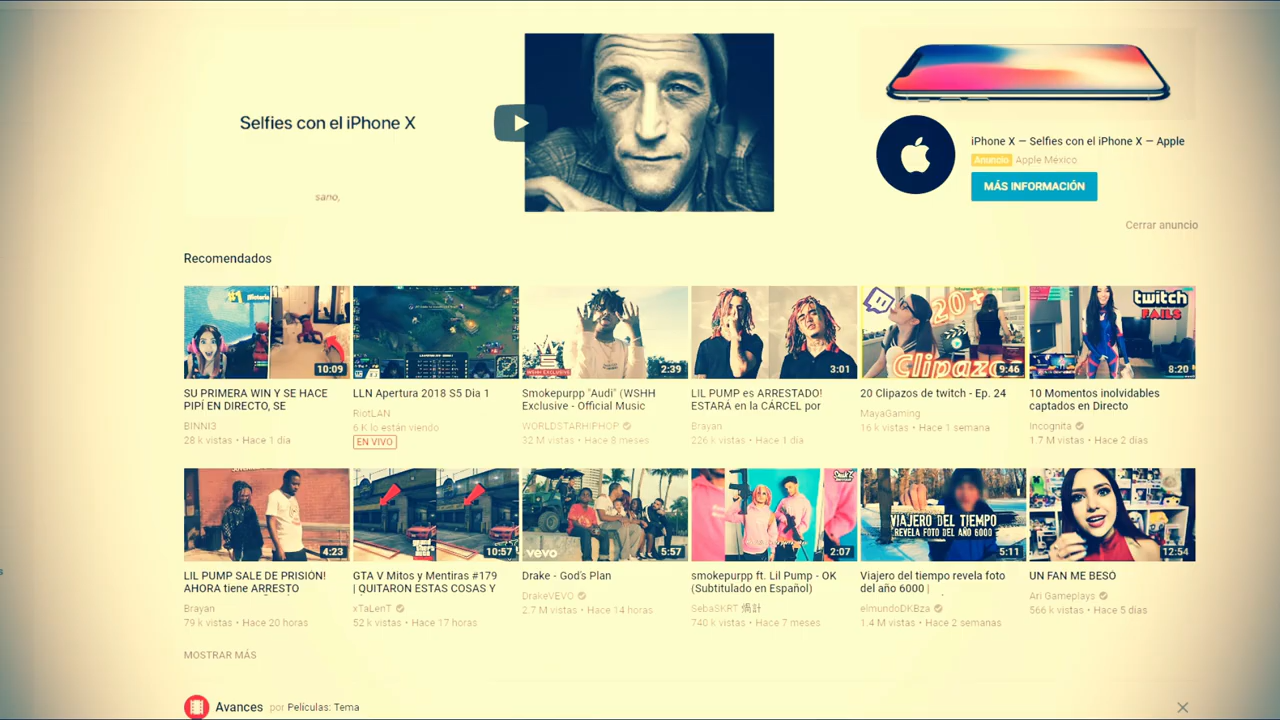 Selfies con el iPhone X
sano,
iPhone X — Selfies con el iPhone X — Apple
Anuncio Apple México
MÁS INFORMACIÓN
Cerrar anuncio
Recomendados
#1
10:09
2:39
WSHH EXCLUSIVE
3:01
20+
Clipazo
9:46
twitch
FAILS
8:20
SU PRIMERA WIN Y SE HACE
PIPÍ EN DIRECTO, SE
BINNI3
28 k vistas • Hace 1 día
LLN Apertura 2018 S5 Dia 1
RiotLAN
6 K lo están viendo
EN VIVO
Smokepurpp "Audi" (WSHH
Exclusive - Official Music
WORLDSTARHIPHOP
32 M vistas • Hace 8 meses
LIL PUMP es ARRESTADO!
ESTARÁ en la CÁRCEL por
Brayan
226 k vistas • Hace 1 día
20 Clipazos de twitch - Ep. 24
MayaGaming
16 k vistas • Hace 1 semana
10 Momentos inolvidables
captados en Directo
Incognita
1.7 M vistas • Hace 2 días
4:23
10:57
vevo
5:57
2:07
VIAJERO DEL TIEMPO
REVELA FOTO DEL AÑO 6000
5:11
12:54
LIL PUMP SALE DE PRISIÓN!
AHORA tiene ARRESTO
Brayan
79 k vistas • Hace 20 horas
GTA V Mitos y Mentiras #179
| QUITARON ESTAS COSAS Y
xTaLenT
52 k vistas • Hace 17 horas
Drake - God's Plan
DrakeVEVO
2.7 M vistas • Hace 14 horas
smokepurpp ft. Lil Pump - OK
(Subtitulado en Español)
SebaSKRT
740 k vistas • Hace 7 meses
Viajero del tiempo revela foto
del año 6000 |
elmundoDKBza
1.4 M vistas • Hace 2 semanas
UN FAN ME BESÓ
Ari Gameplays
566 k vistas • Hace 5 días
MOSTRAR MÁS
Avances por Películas: Tema